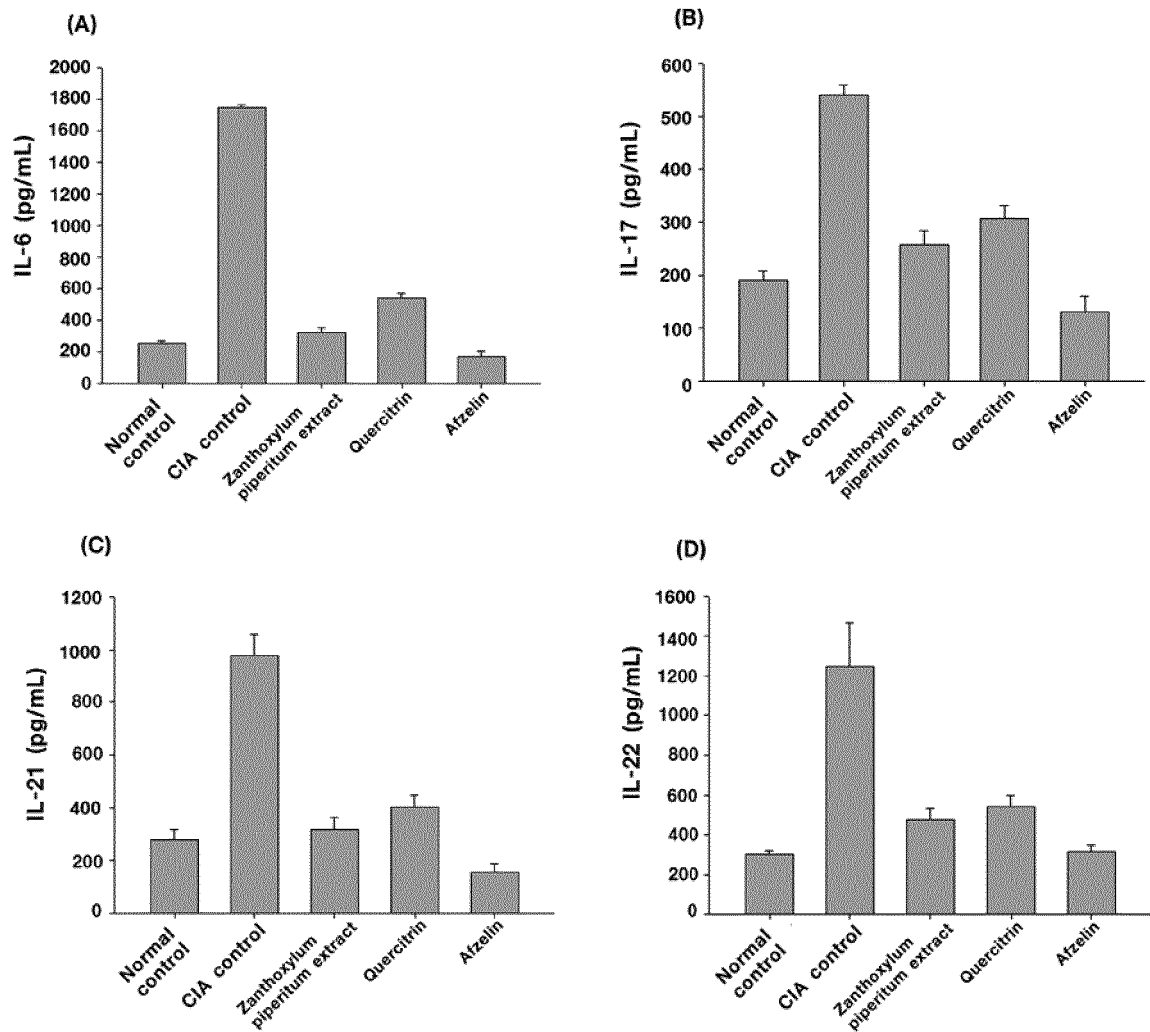 (A)
IL-6 (pg/mL)
2000
1800
1600
1400
1200
1000
800
600
400
200
0
Normal
control
CIA control
Zanthoxylum
piperitum extract
Quercitrin
Afzelin
(B)
IL-17 (pg/mL)
600
500
400
300
200
100
0
Normal
control
CIA control
Zanthoxylum
piperitum extract
Quercitrin
Afzelin
(C)
IL-21 (pg/mL)
1200
1000
800
600
400
200
0
Normal
control
CIA control
Zanthoxylum
piperitum extract
Quercitrin
Afzelin
(D)
IL-22 (pg/mL)
1600
1400
1200
1000
800
600
400
200
0
Normal
control
CIA control
Zanthoxylum
piperitum extract
Quercitrin
Afzelin